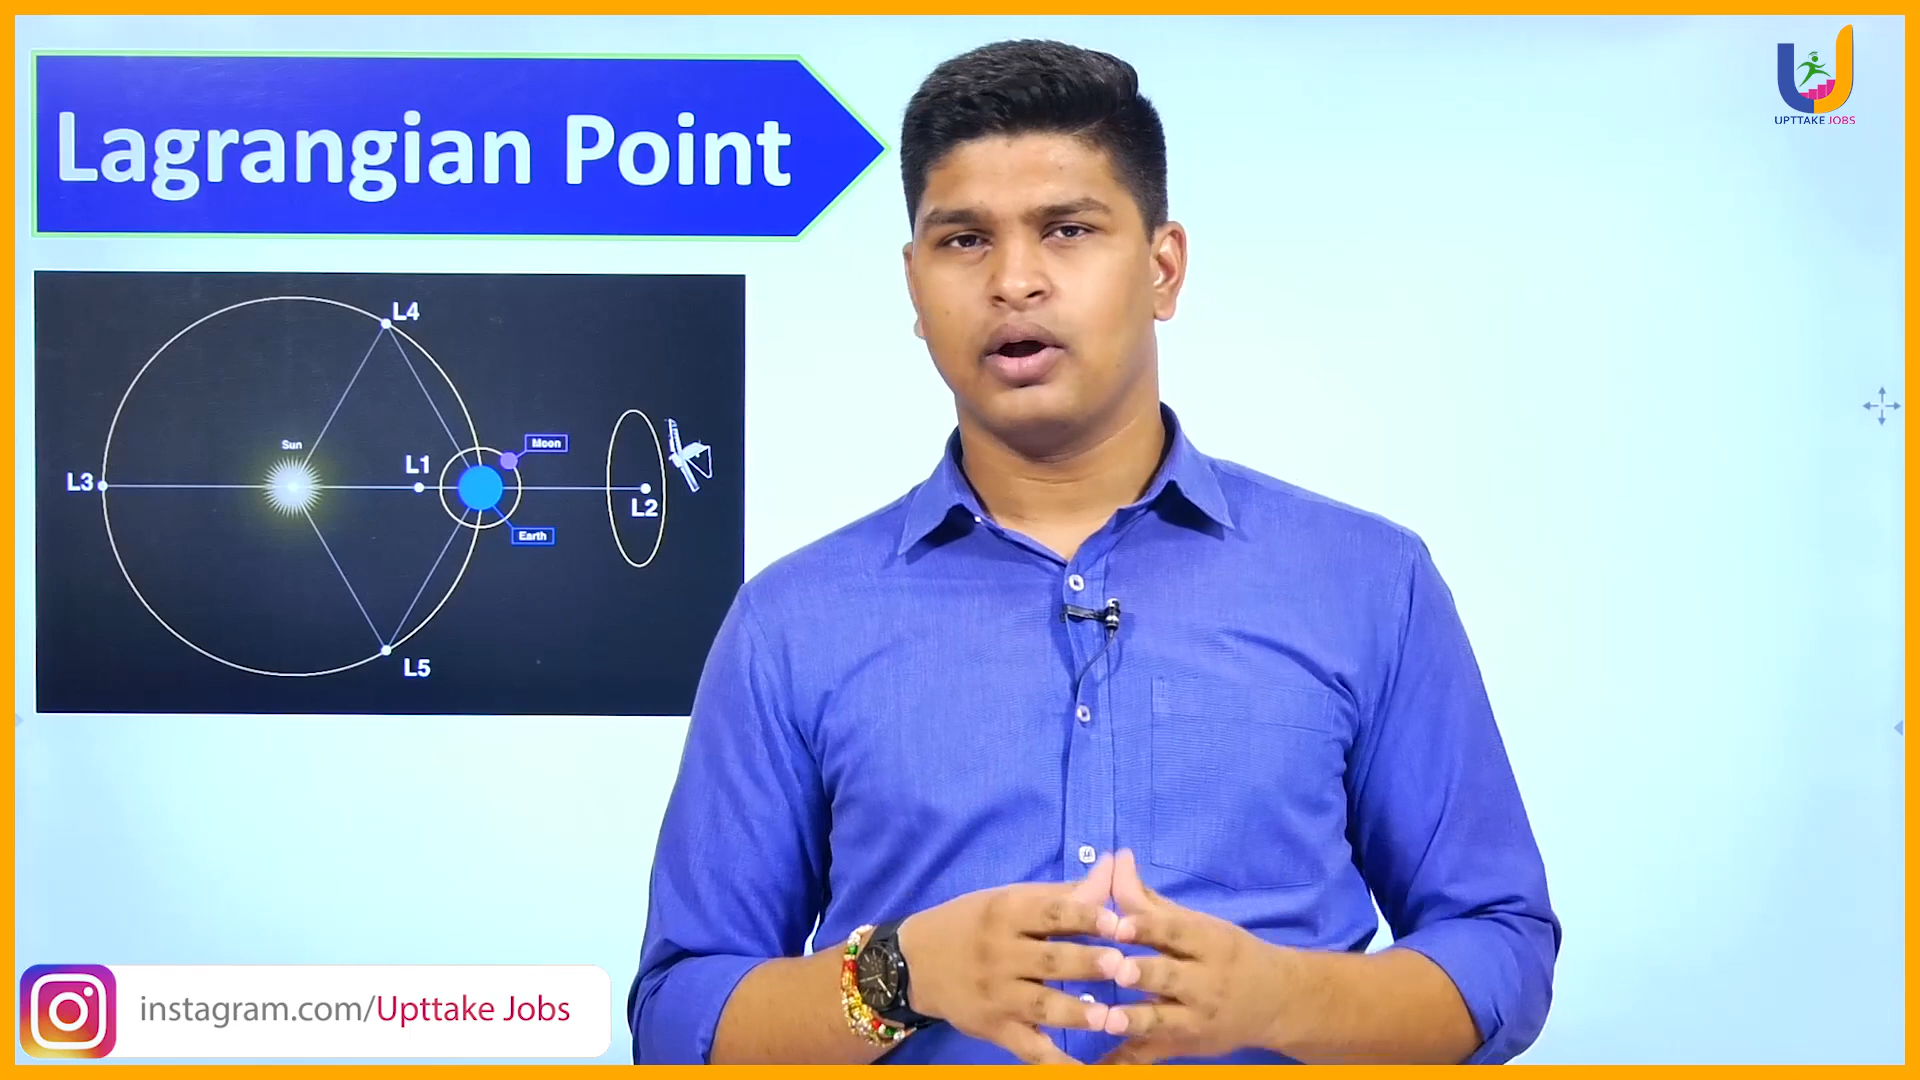 Lagrangian Point
UPTTAKE JOBS
L4
Sun
Moon
L1
L3
L2
Earth
L5
instagram.com/Upttake Jobs